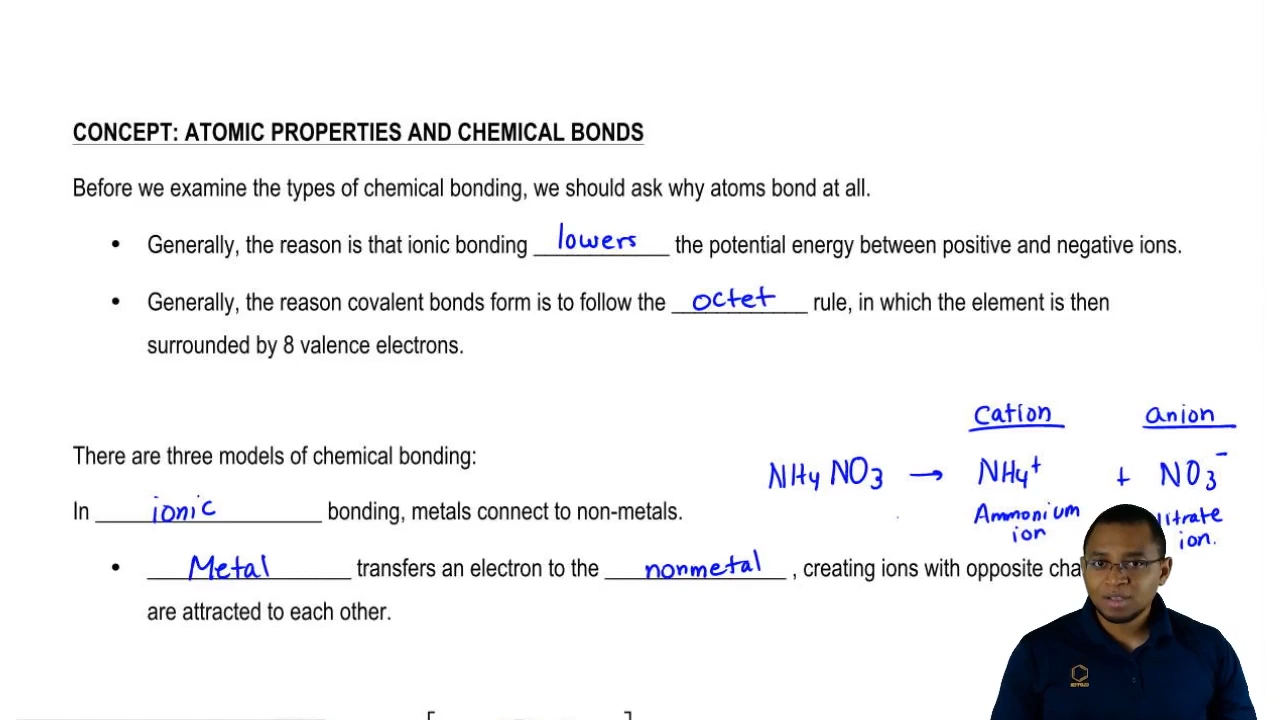 CONCEPT: ATOMIC PROPERTIES AND CHEMICAL BONDS
Before we examine the types of chemical bonding, we should ask why atoms bond at all.
• Generally, the reason is that ionic bonding lowers the potential energy between positive and negative ions.
• Generally, the reason covalent bonds form is to follow the octet rule, in which the element is then
surrounded by 8 valence electrons.
Cation anion
There are three models of chemical bonding:
NH4 NO3 → NH4+ + NO3-
In ionic bonding, metals connect to non-metals.
Ammonium
ion
ion.
• Metal transfers an electron to the nonmetal, creating ions with opposite
are attracted to each other.